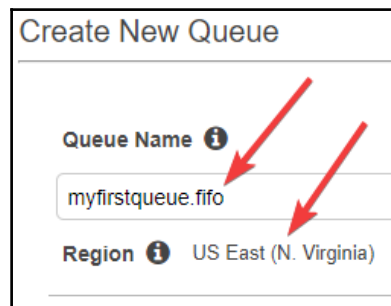 Create New Queue
Queue Name
myfirstqueue.fifo
Region US East (N. Virginia)